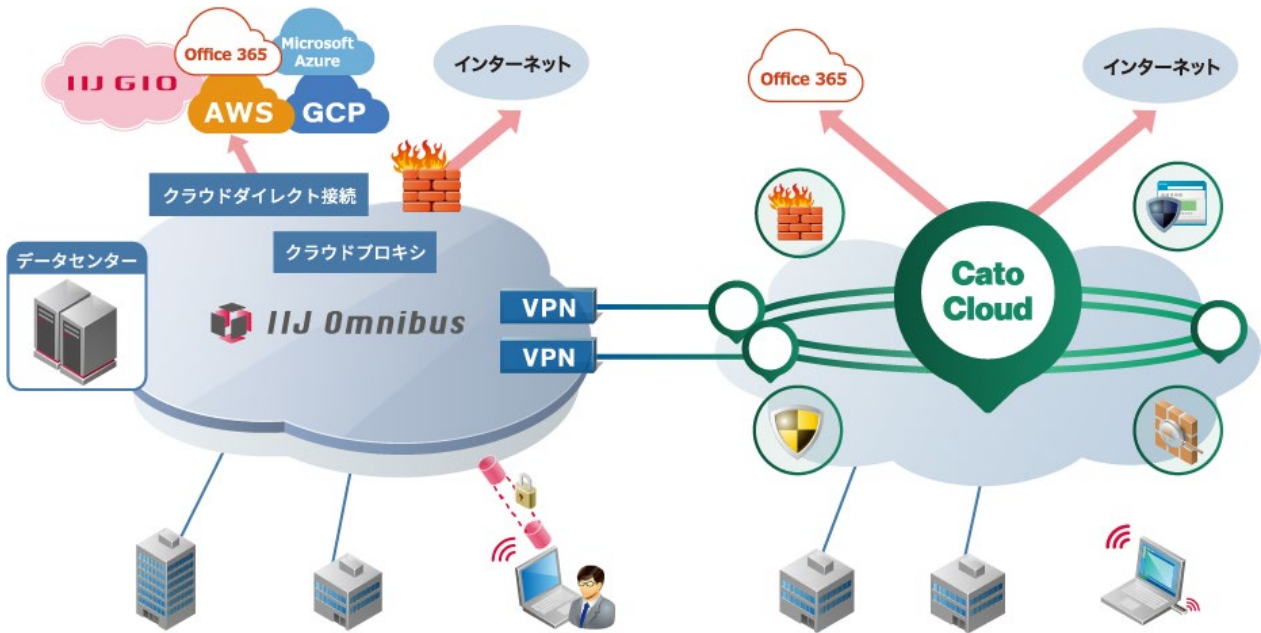 Office 365
Microsoft
Azure
IIJ GIO
AWS
GCP
インターネット
クラウドダイレクト接続
クラウドプロキシ
データセンター
IIJ Omnibus
VPN
VPN
Office 365
インターネット
Cato
Cloud